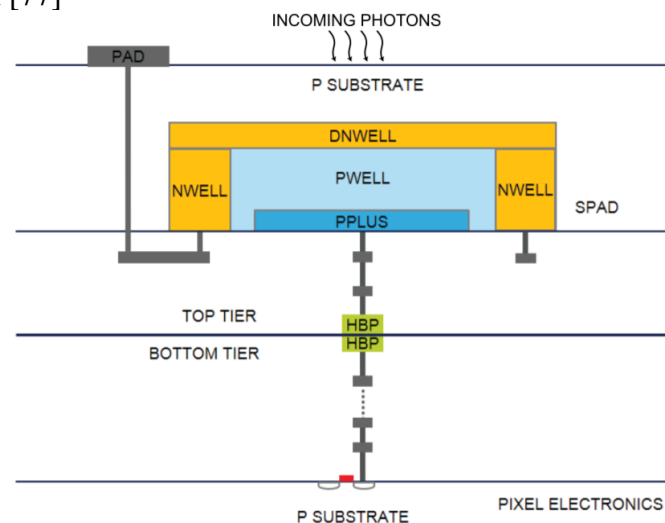 [77]
INCOMING PHOTONS
PAD
P SUBSTRATE
DNWELL
NWELL
PWELL
NWELL
PPLUS
SPAD
TOP TIER
HBP
HBP
BOTTOM TIER
PIXEL ELECTRONICS
P SUBSTRATE